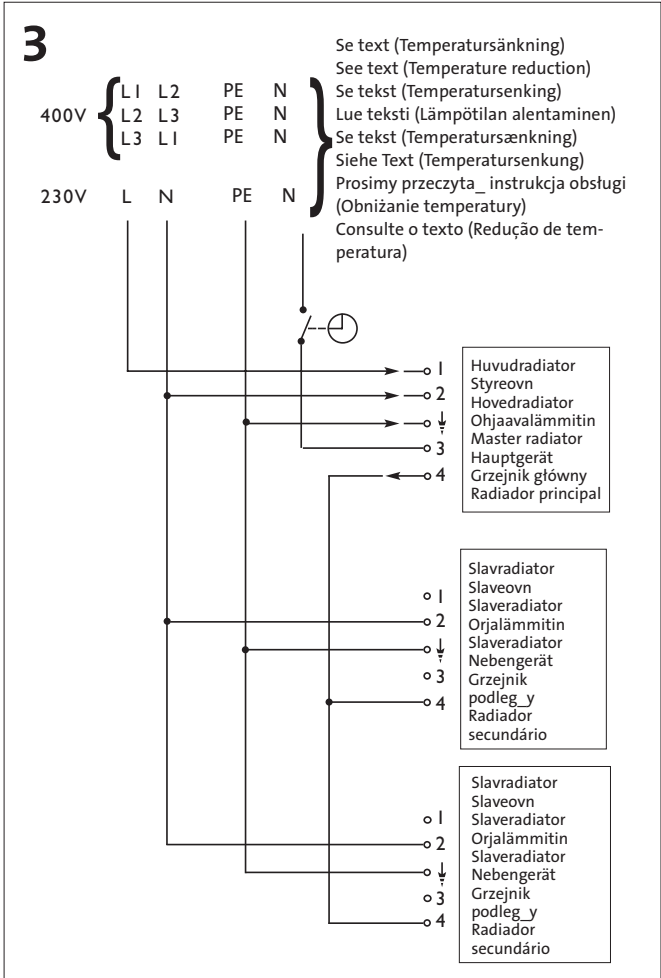 3
Se text (Temperatursänkning)
See text (Temperature reduction)
Se tekst (Temperatursenking)
Lue teksti (Lämpötilan alentaminen)
Se tekst (Temperatursænkning)
Siehe Text (Temperatursenkung)
Prosimy przeczyta_ instrukcja obsługi
(Obniżanie temperatury)
Consulte o texto (Redução de tem-
peratura)
400V
L1 L2 PE N
L2 L3 PE N
L3 L1 PE N
230V L N PE N
1
2
3
4
Huvudradiator
Styreovn
Hovedradiator
Ohjaavalämmitin
Master radiator
Hauptgerät
Grzejnik główny
Radiador principal
1
2
3
4
Slavradiator
Slaveovn
Slaveradiator
Orjalämmitin
Slaveradiator
Nebengerät
Grzejnik
podleg_y
Radiador
secundário
1
2
3
4
Slavradiator
Slaveovn
Slaveradiator
Orjalämmitin
Slaveradiator
Nebengerät
Grzejnik
podleg_y
Radiador
secundário